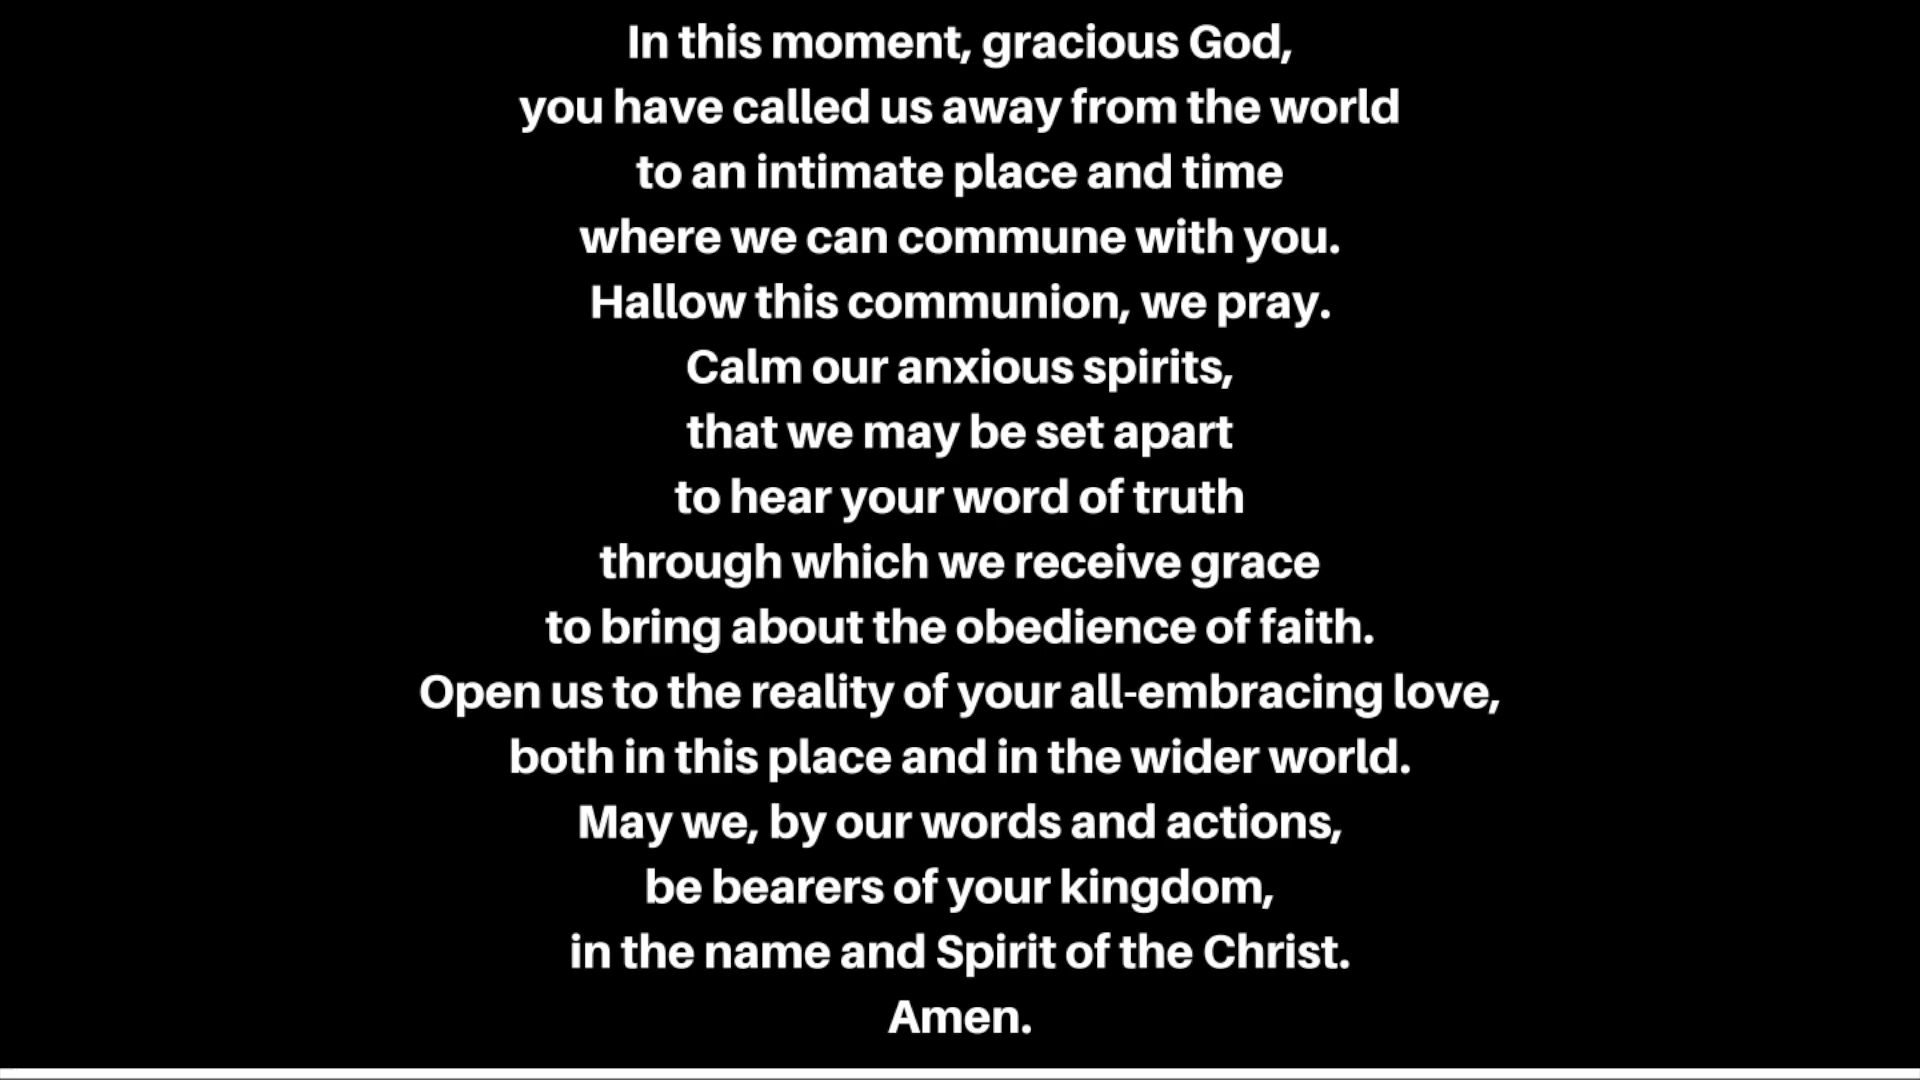 In this moment, gracious God,
you have called us away from the world
to an intimate place and time
where we can commune with you.
Hallow this communion, we pray.
Calm our anxious spirits,
that we may be set apart
to hear your word of truth
through which we receive grace
to bring about the obedience of faith.
Open us to the reality of your all-embracing love,
both in this place and in the wider world.
May we, by our words and actions,
be bearers of your kingdom,
in the name and Spirit of the Christ.
Amen.